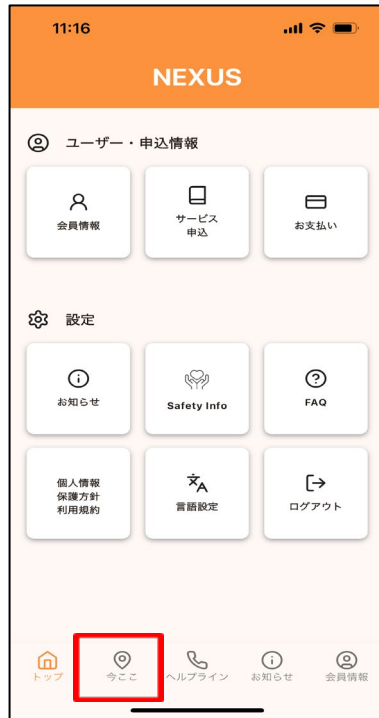 11:16
NEXUS
ユーザー・申込情報
会員情報
サービス
申込
お支払い
設定
お知らせ
Safety Info
FAQ
個人情報
保護方針
利用規約
言語設定
ログアウト
トップ
今ここ
ヘルプライン
お知らせ
会員情報